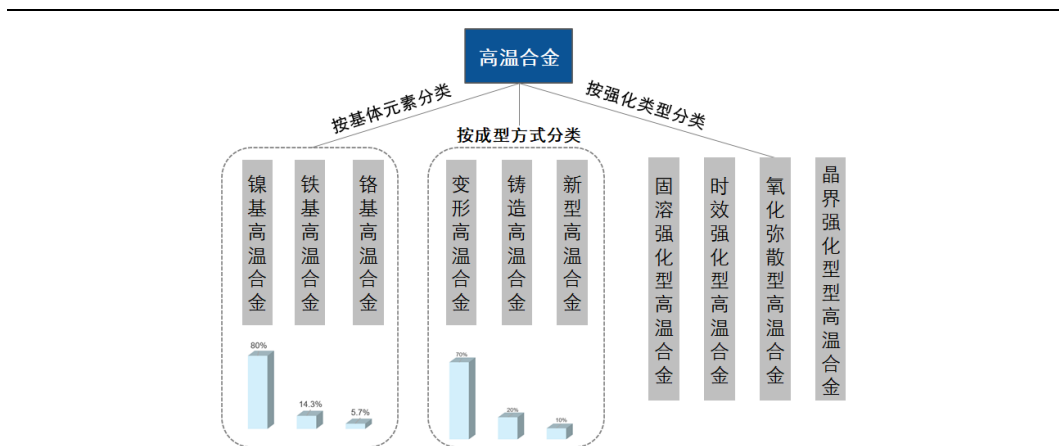 高温合金
按基体元素分类
按成型方式分类
按强化类型分类
镍基高温合金
铁基高温合金
铬基高温合金
变形高温合金
铸造高温合金
新型高温合金
固溶强化型高温合金
时效强化型高温合金
氧化弥散型高温合金
晶界强化型型高温合金
80%
14.3%
5.7%
70%
20%
10%